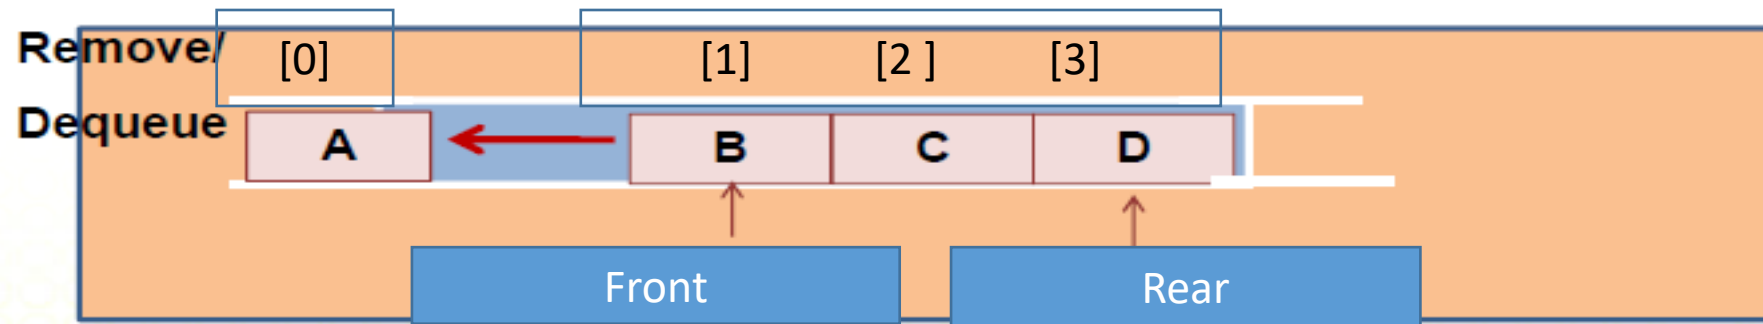 Remove/ [0] [1] [2 ] [3]
Dequeue A B C D
Front Rear